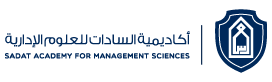 أكاديمية السادات للعلوم الإدارية
SADAT ACADEMY FOR MANAGEMENT SCIENCES